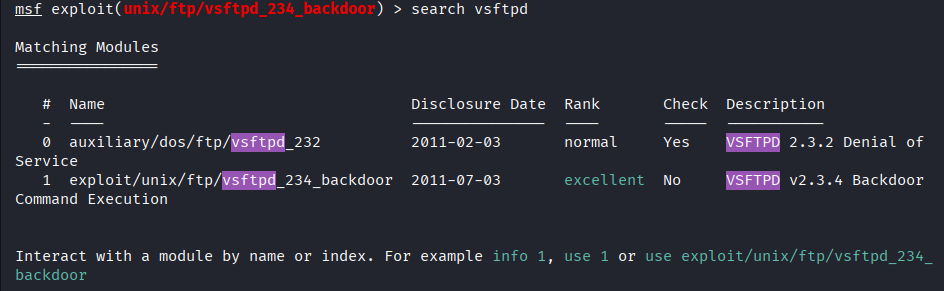 msf exploit(unix/ftp/vsftpd_234_backdoor) > search vsftpd
Matching Modules
================
# Name Disclosure Date Rank Check Description
- ---- --------------- ---- ----- -----------
0 auxiliary/dos/ftp/vsftpd_232 2011-02-03 normal Yes VSFTPD 2.3.2 Denial of
Service
1 exploit/unix/ftp/vsftpd_234_backdoor 2011-07-03 excellent No VSFTPD v2.3.4 Backdoor
Command Execution
Interact with a module by name or index. For example info 1, use 1 or use exploit/unix/ftp/vsftpd_234_
backdoor